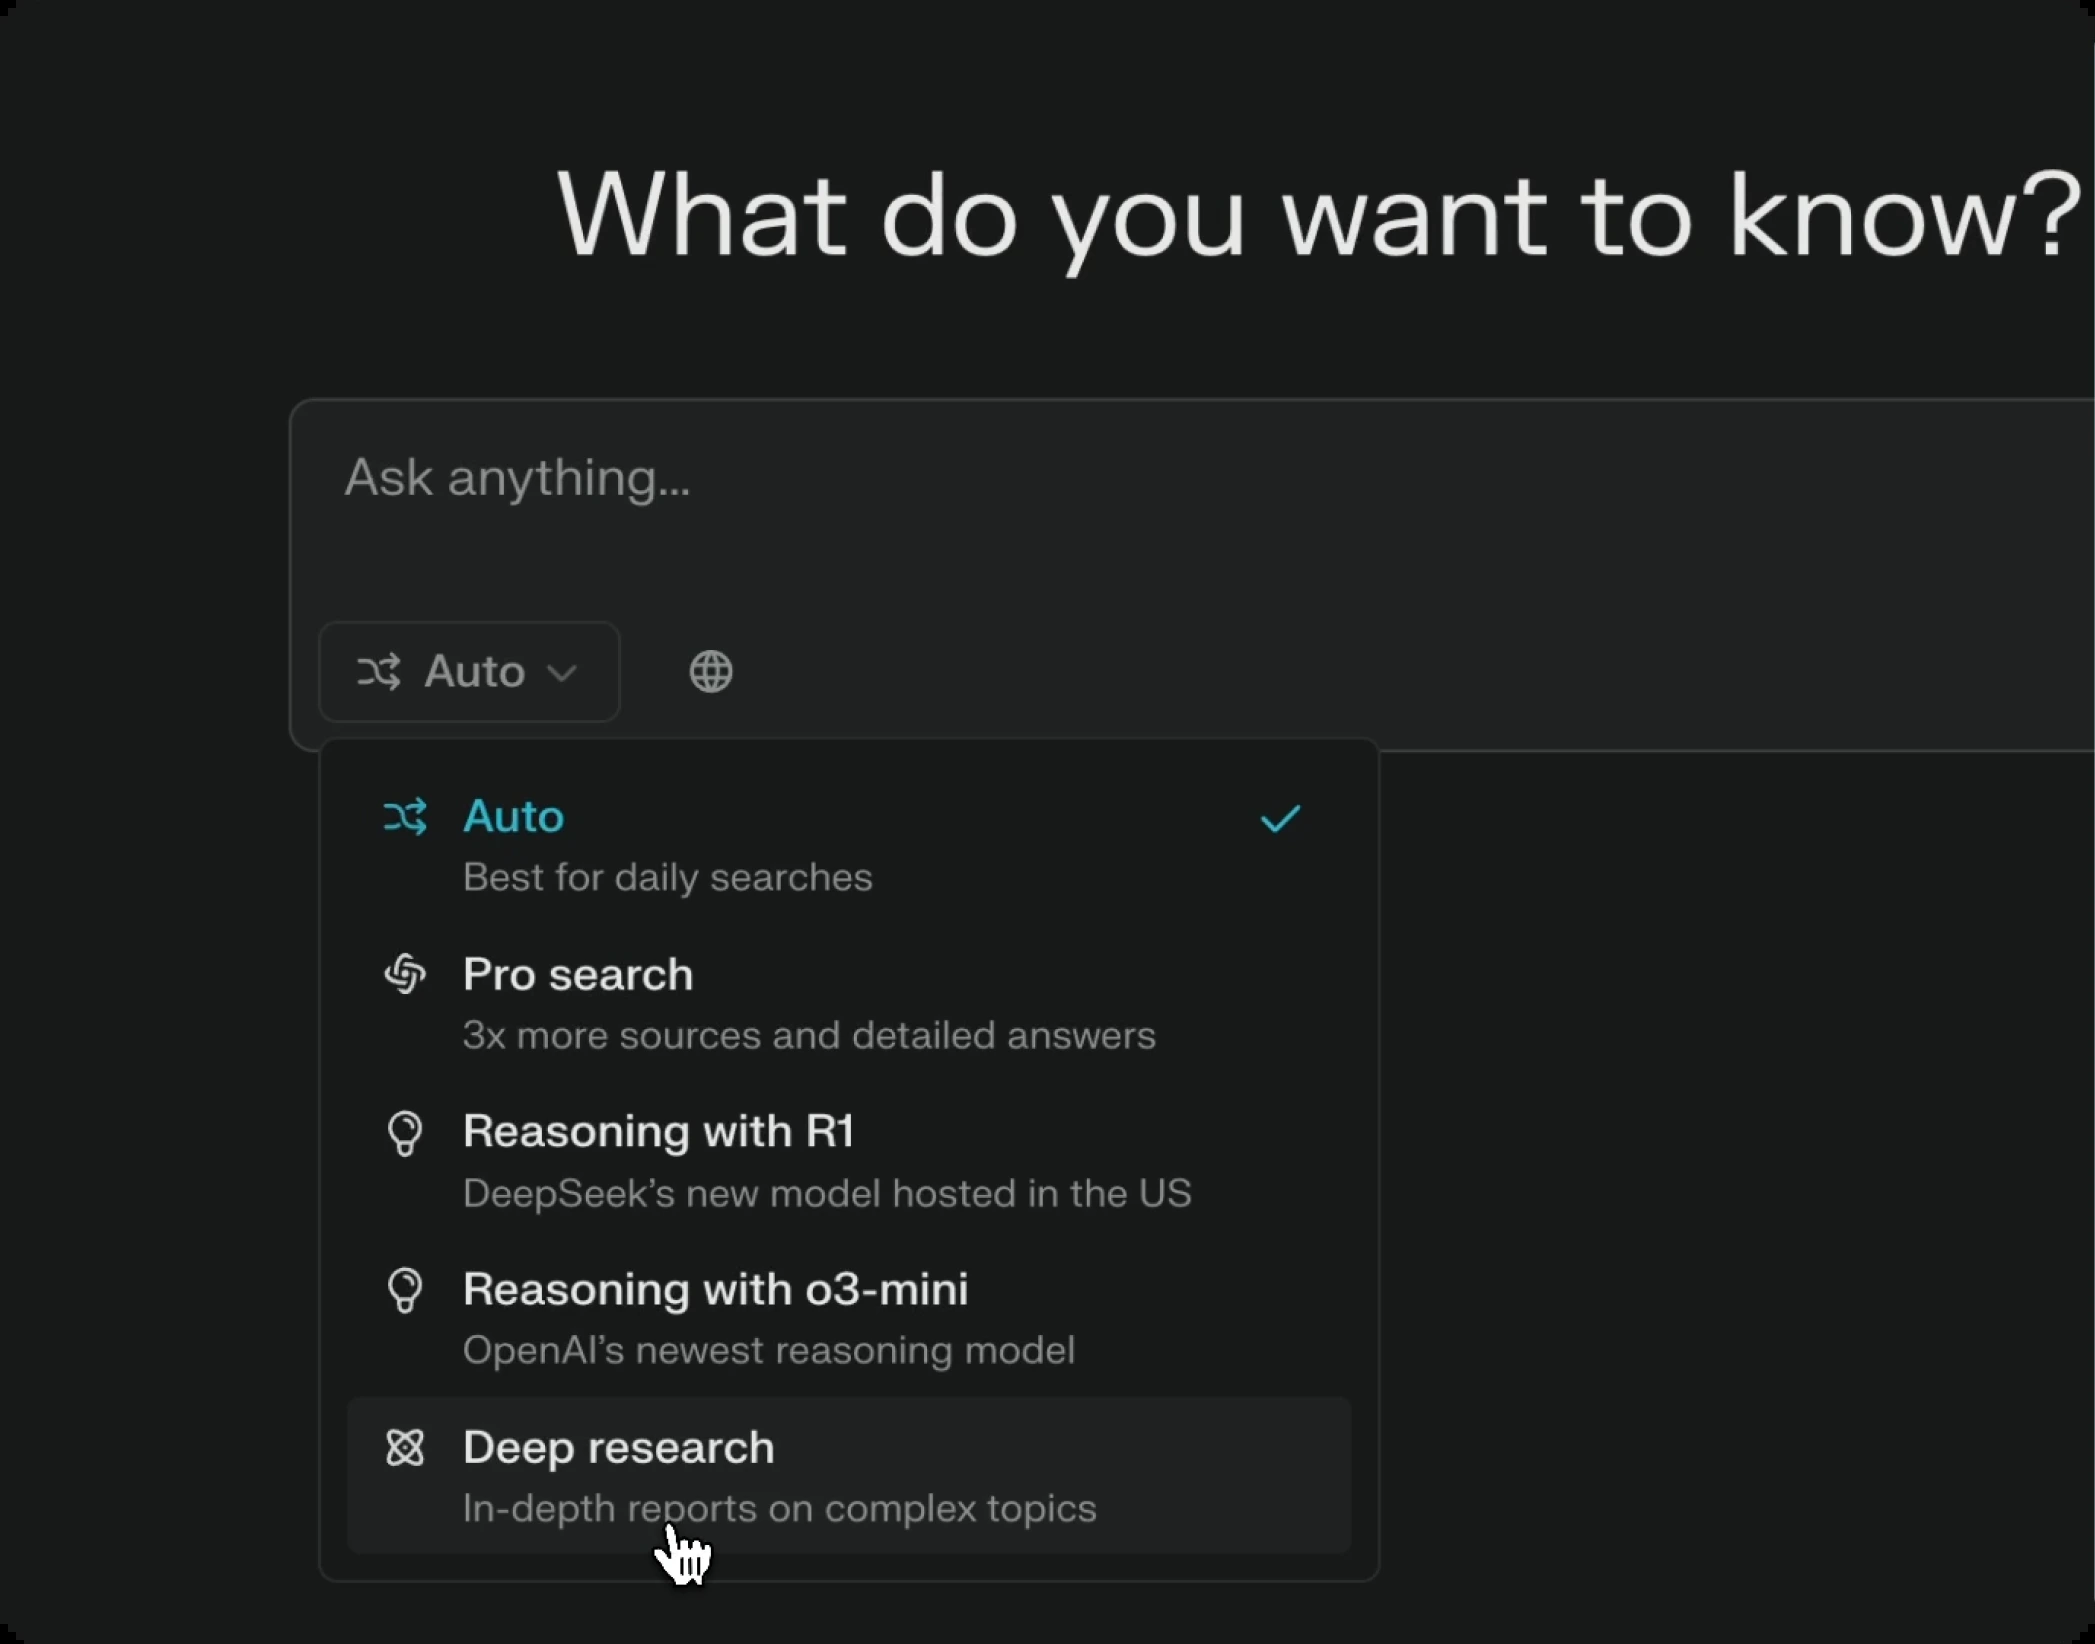 What do you want to know?
Ask anything...
Auto
Auto
Best for daily searches
Pro search
3x more sources and detailed answers
Reasoning with R1
DeepSeek’s new model hosted in the US
Reasoning with o3-mini
OpenAI’s newest reasoning model
Deep research
In-depth reports on complex topics